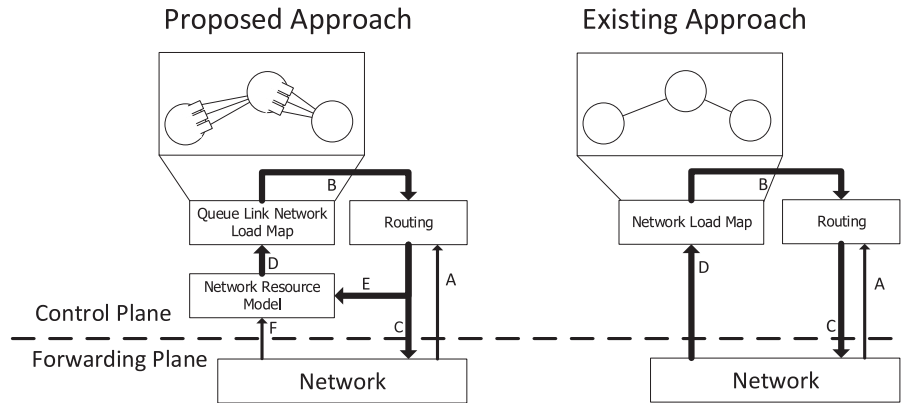 Proposed Approach
Existing Approach
B
B
Queue Link Network
Load Map
Routing
Network Load Map
Routing
D
A
D
A
Network Resource
Model
E
Control Plane
F
C
C
Forwarding Plane
Network
Network